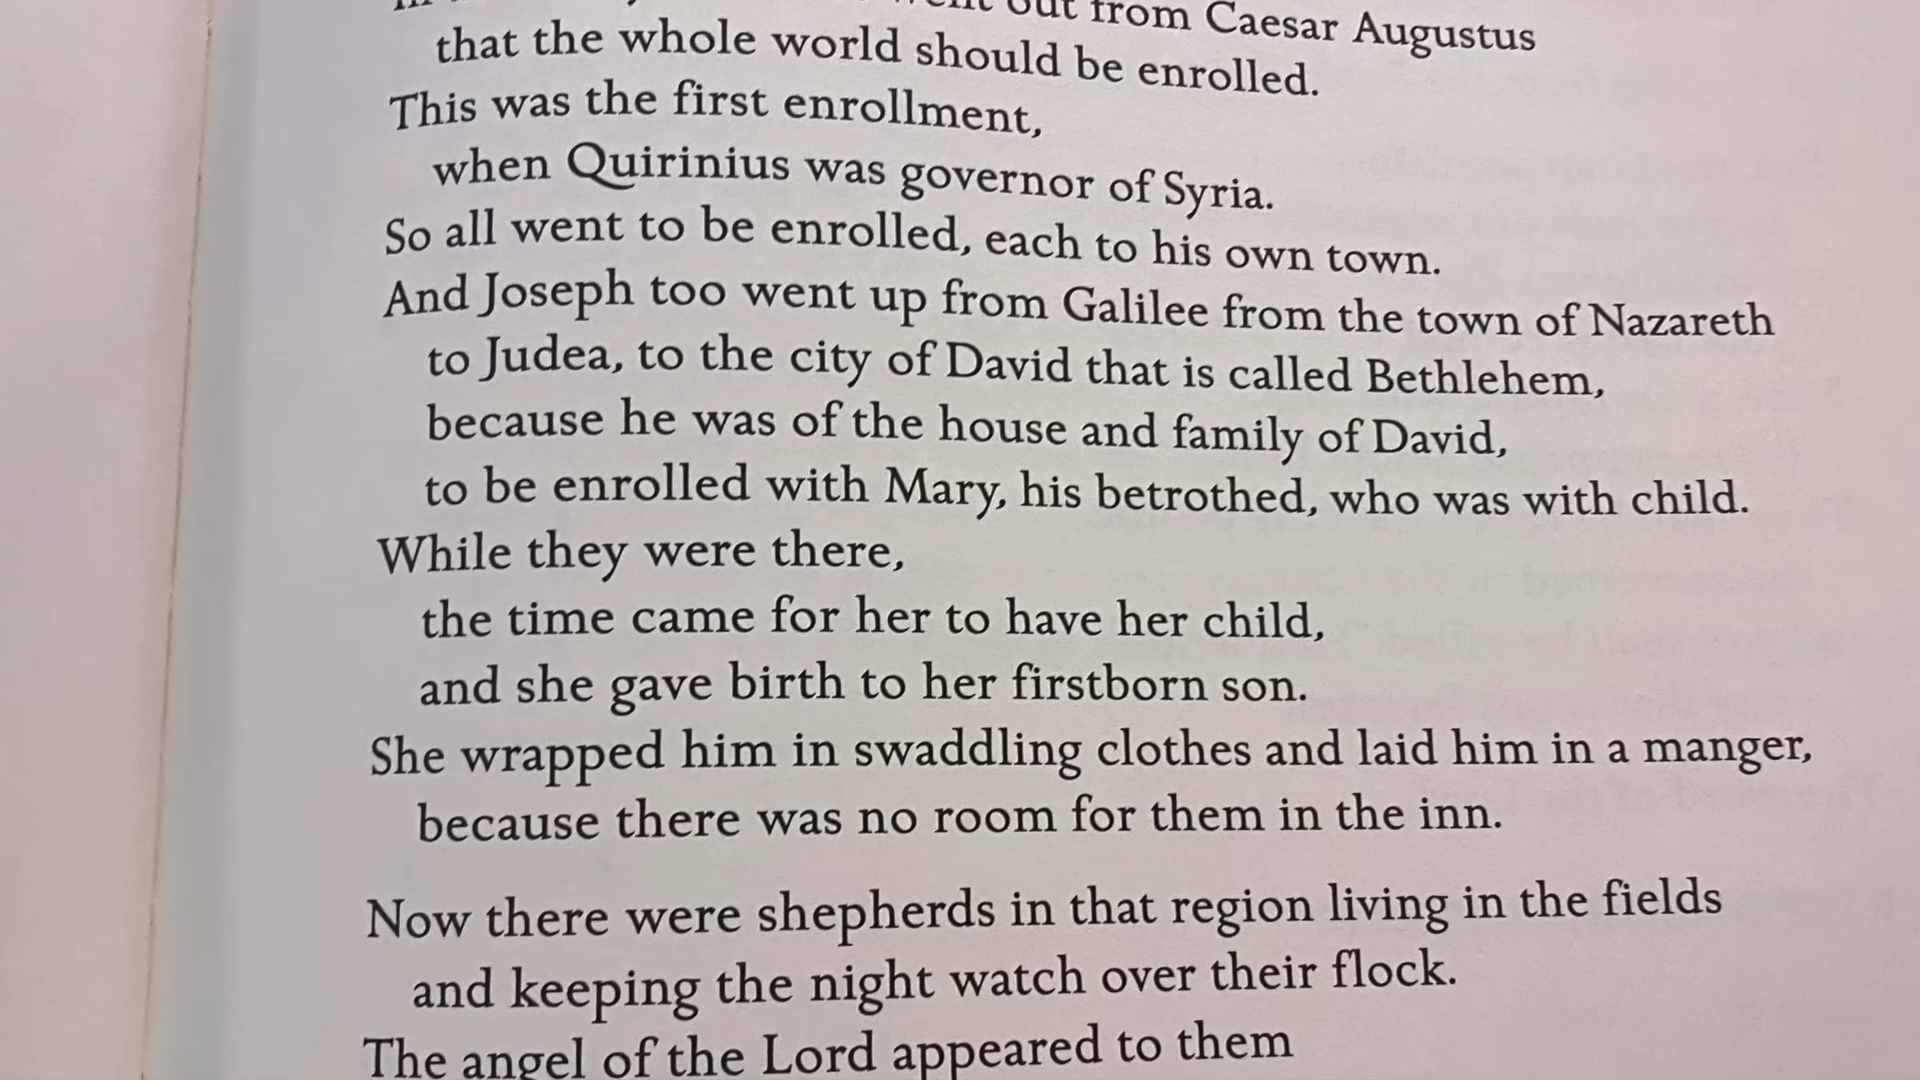 out from Caesar Augustus
that the whole world should be enrolled.
This was the first enrollment,
when Quirinius was governor of Syria.
So all went to be enrolled, each to his own town.
And Joseph too went up from Galilee from the town of Nazareth
to Judea, to the city of David that is called Bethlehem,
because he was of the house and family of David,
to be enrolled with Mary, his betrothed, who was with child.
While they were there,
the time came for her to have her child,
and she gave birth to her firstborn son.
She wrapped him in swaddling clothes and laid him in a manger,
because there was no room for them in the inn.
Now there were shepherds in that region living in the fields
and keeping the night watch over their flock.
The angel of the Lord appeared to them